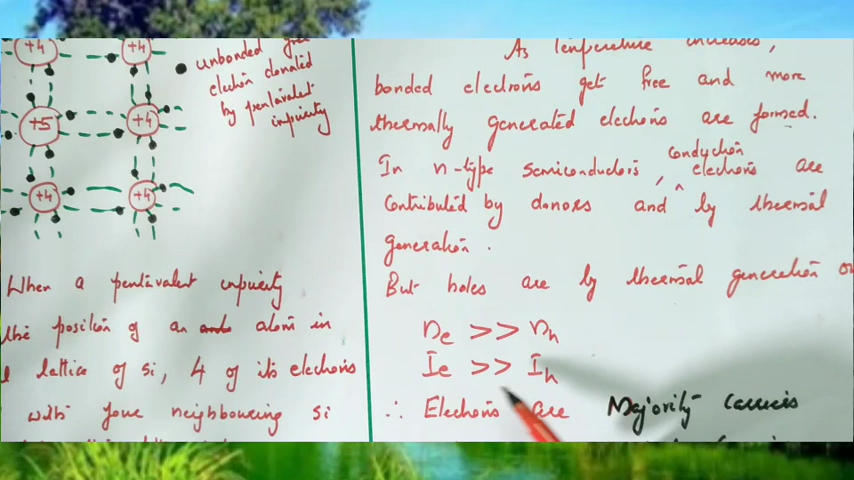 +4 +4
unbonded free
electron donated
by pentavalent
impurity
+5 +4
+4 +4
When a pentavalent impurity
the position of an atom in
lattice of si, 4 of its electrons
with four neighbouring si
As Temperature increases,
bonded electrons get free and more
thermally generated electrons are formed.
In n-type semiconductors, conduction electrons are
contributed by donors and by thermal
generation.
But holes are by thermal generation
ne >> nh
Ie >> Ih
∴ Electrons are Majority carriers